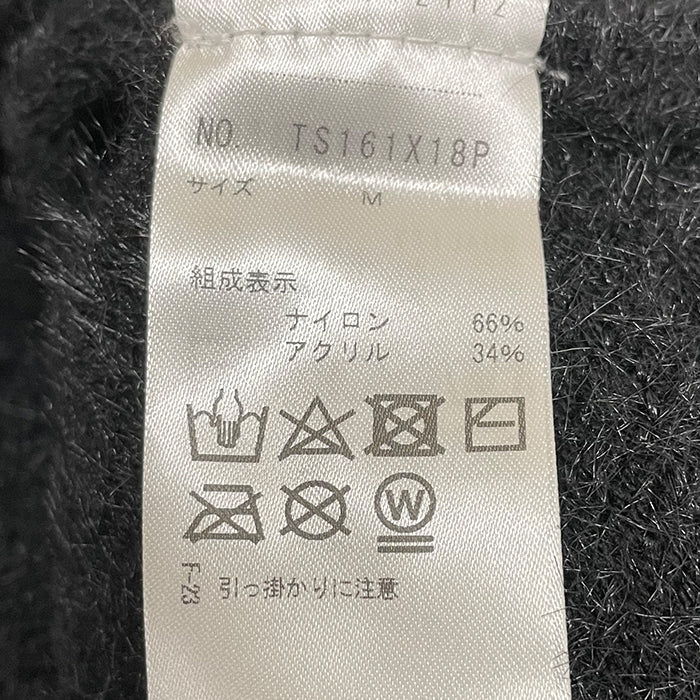 2112
NO. TS161X18P
サイズ M
組成表示
ナイロン 66%
アクリル 34%
W
F-23 引っ掛かりに注意